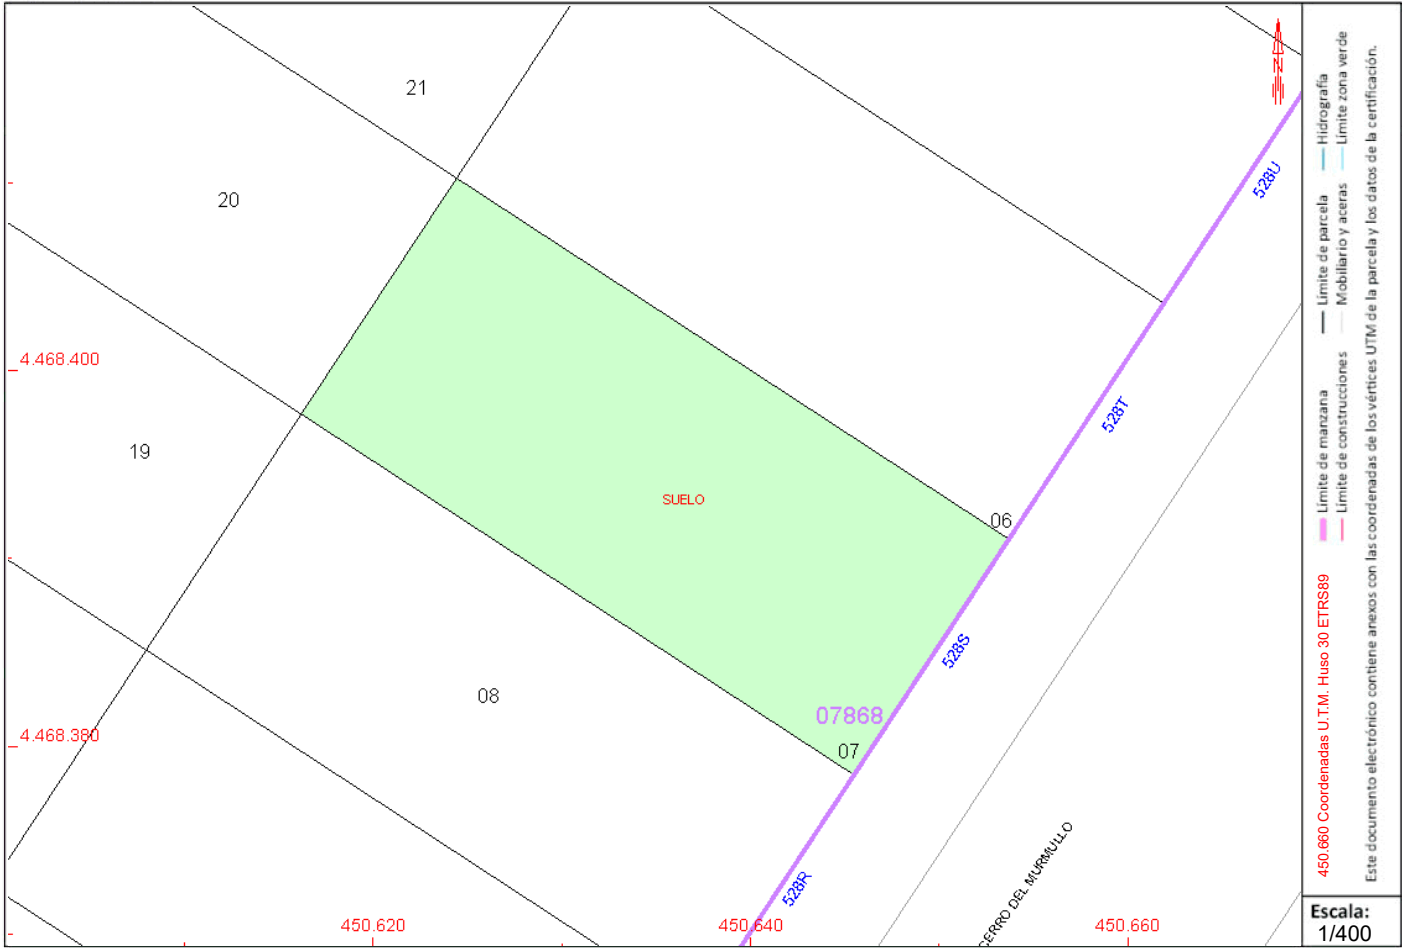 21
20
528U
4.468.400
528T
19
SUELO
06
528S
08
07868
4.468.380
07
CERRO DEL MURMULLO
528R
450.620
450.640
450.660
N
Límite de manzana
Límite de parcela
Hidrografía
Límite de construcciones
Mobiliario y aceras
Límite zona verde
450.660 Coordenadas U.T.M. Huso 30 ETRS89
Este documento electrónico contiene anexos con las coordenadas de los vértices UTM de la parcela y los datos de la certificación.
Escala:
1/400